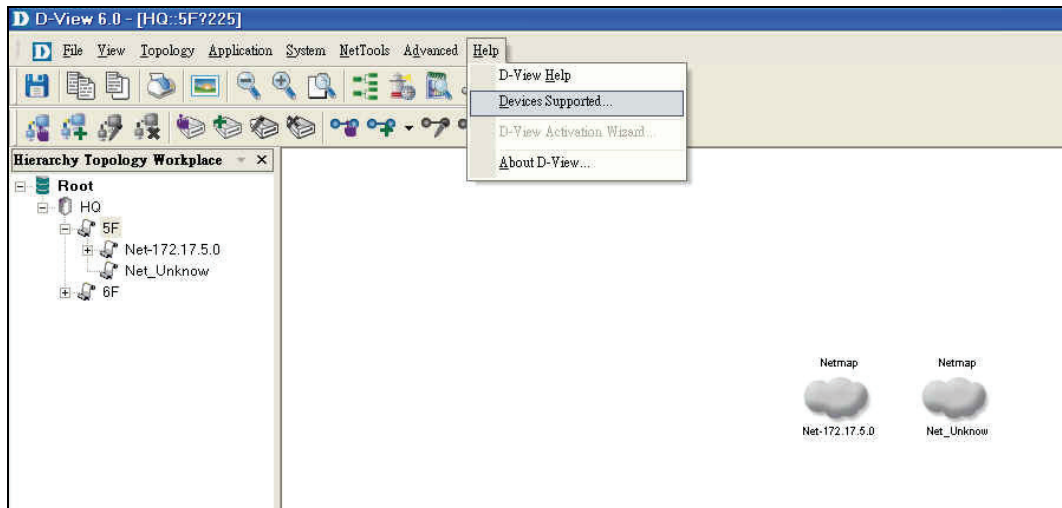 D-View 6.0 - [HQ::5F?225]
File View Topology Application System NetTools Advanced Help
D-View Help
Devices Supported...
D-View Activation Wizard...
About D-View...
Hierarchy Topology Workplace
Root
HQ
5F
Net-172.17.5.0
Net_Unknow
6F
Netmap
Net-172.17.5.0
Netmap
Net_Unknow